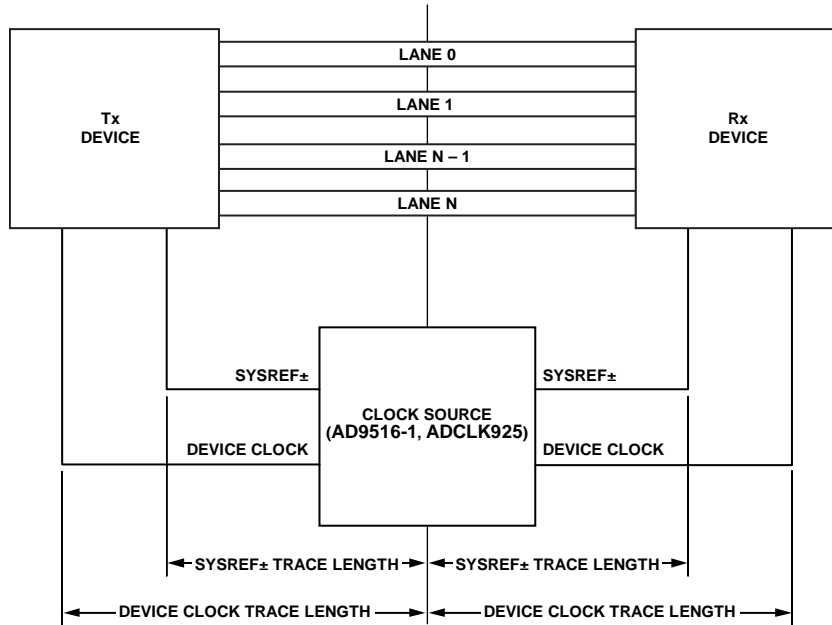 LANE 0
LANE 1
LANE N – 1
LANE N
Tx
DEVICE
Rx
DEVICE
SYSREF±
SYSREF±
CLOCK SOURCE
(AD9516-1, ADCLK925)
DEVICE CLOCK
DEVICE CLOCK
SYSREF± TRACE LENGTH
SYSREF± TRACE LENGTH
DEVICE CLOCK TRACE LENGTH
DEVICE CLOCK TRACE LENGTH